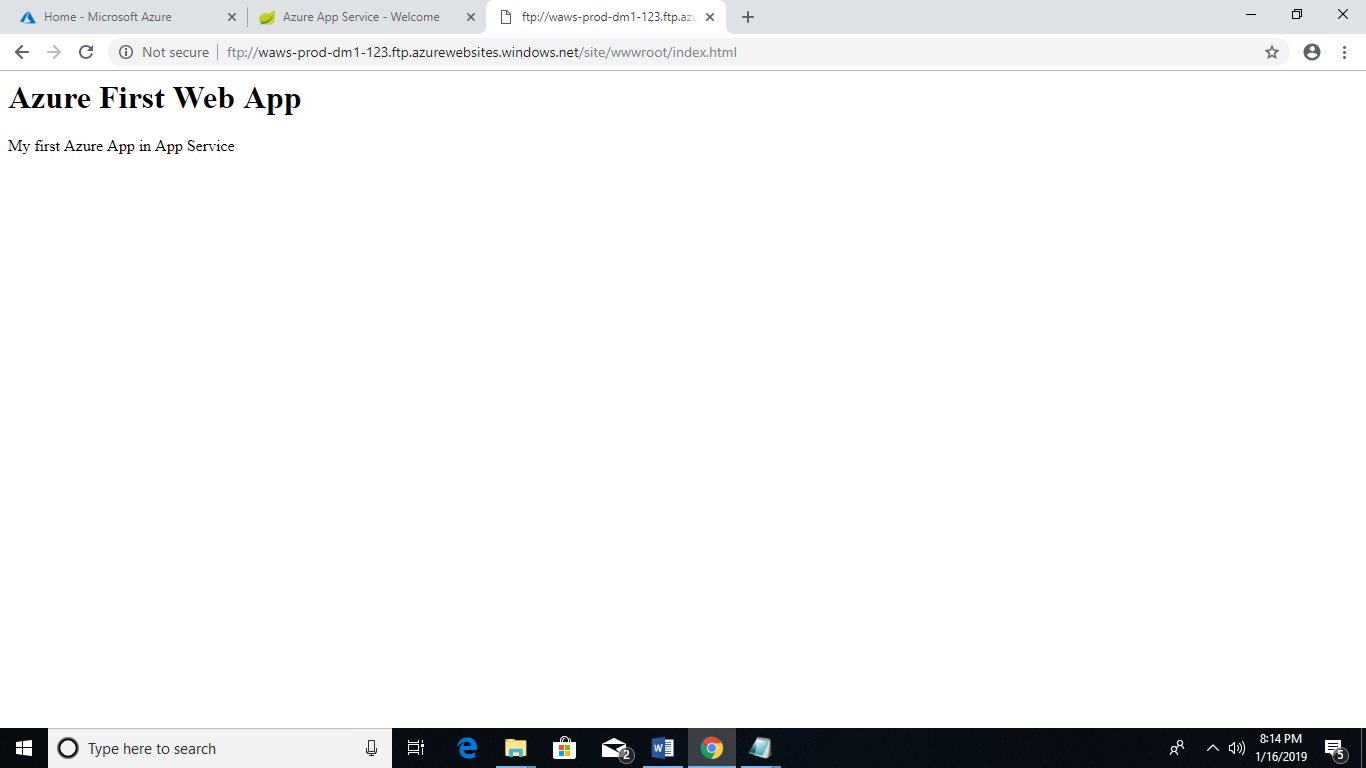 Home - Microsoft Azure
Azure App Service - Welcome
ftp://waws-prod-dm1-123.ftp.azu
Not secure
ftp://waws-prod-dm1-123.ftp.azurewebsites.windows.net/site/wwwroot/index.html
Azure First Web App
My first Azure App in App Service
Type here to search
2
8:14 PM
1/16/2019
5